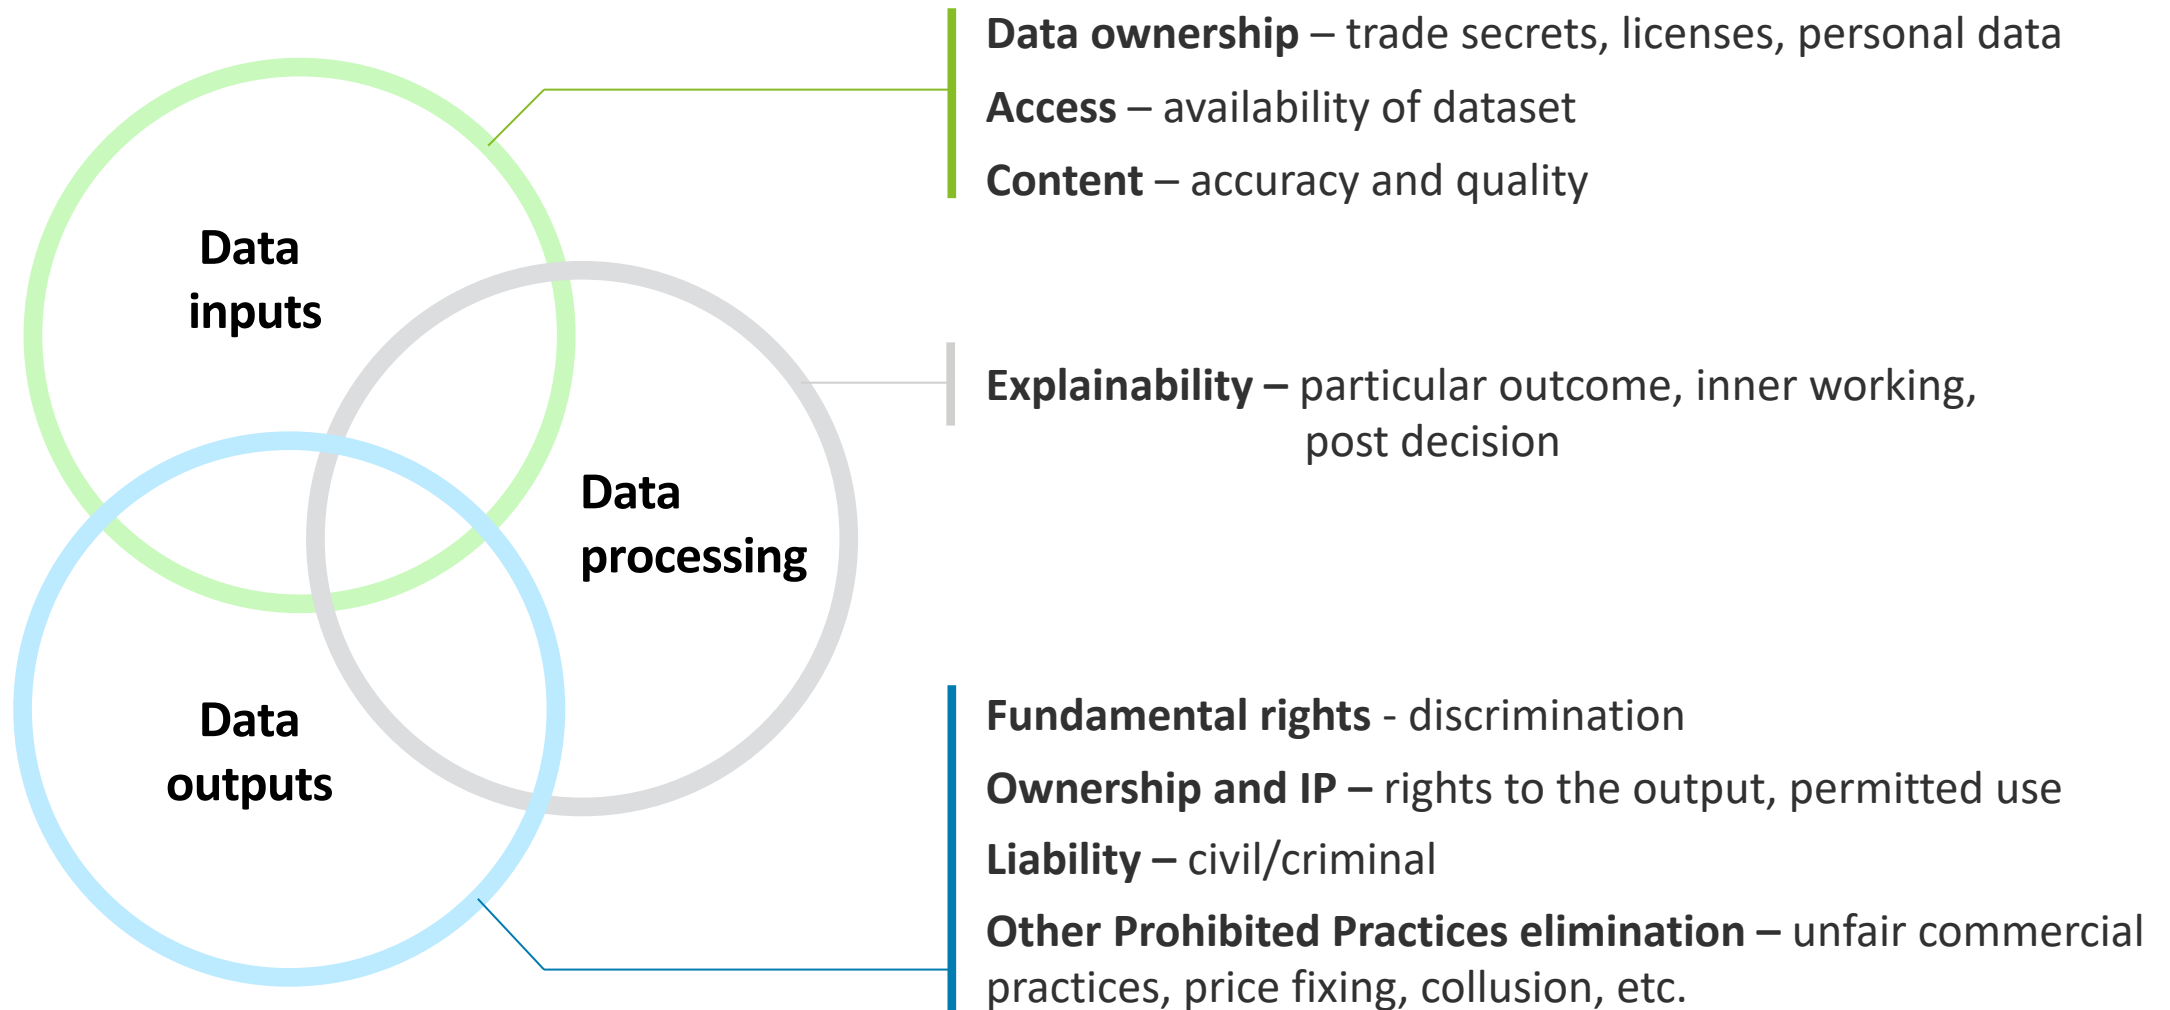 Data ownership – trade secrets, licenses, personal data
Access – availability of dataset
Content – accuracy and quality
Data
inputs
Explainability – particular outcome, inner working,
post decision
Data
processing
Data
outputs
Fundamental rights - discrimination
Ownership and IP – rights to the output, permitted use
Liability – civil/criminal
Other Prohibited Practices elimination – unfair commercial
practices, price fixing, collusion, etc.